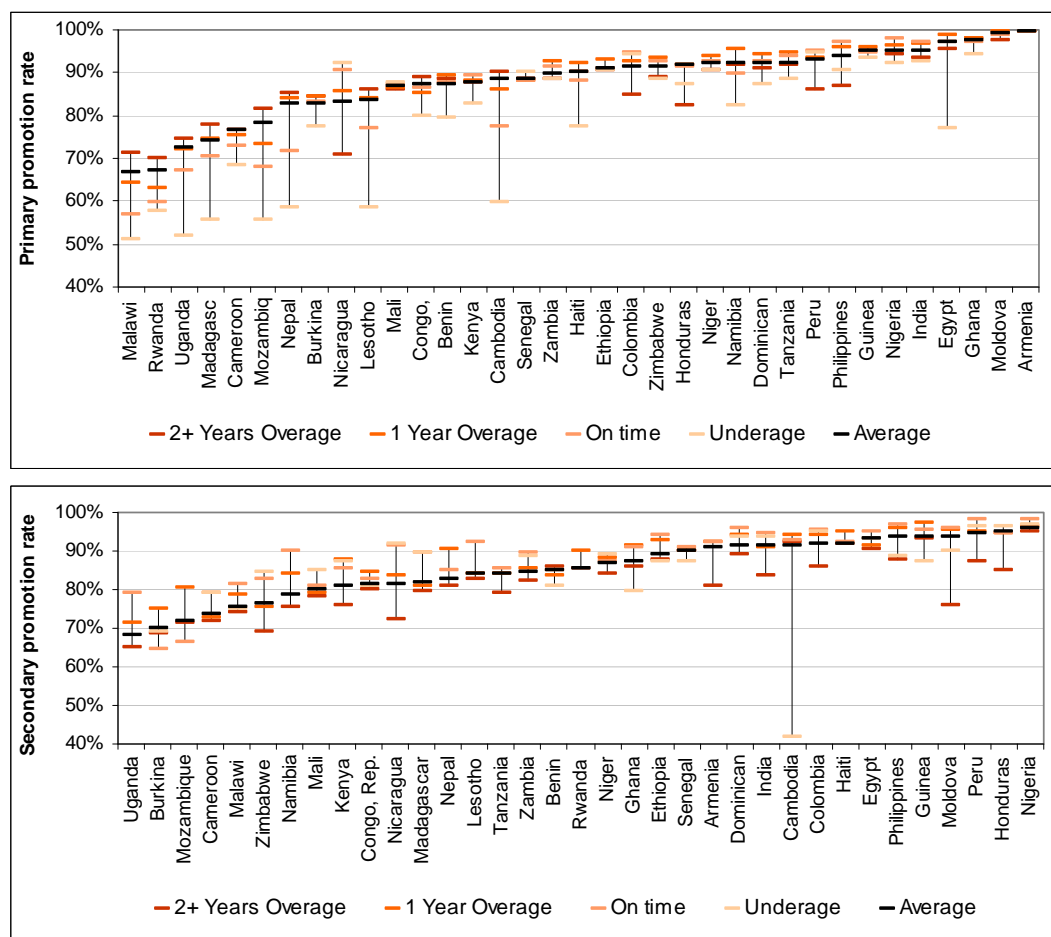 Primary promotion rate
100%
90%
80%
70%
60%
50%
40%
Malawi
Rwanda
Uganda
Madagasc
Cameroon
Mozambiq
Nepal
Burkina
Nicaragua
Lesotho
Mali
Congo,
Benin
Kenya
Cambodia
Senegal
Zambia
Haiti
Ethiopia
Colombia
Zimbabwe
Honduras
Niger
Namibia
Dominican
Tanzania
Peru
Philippines
Guinea
Nigeria
India
Egypt
Ghana
Moldova
Armenia
2+ Years Overage 1 Year Overage On time Underage Average
Secondary promotion rate
100%
90%
80%
70%
60%
50%
40%
Uganda
Burkina
Mozambique
Cameroon
Malawi
Zimbabwe
Namibia
Mali
Kenya
Congo, Rep.
Nicaragua
Madagascar
Nepal
Lesotho
Tanzania
Zambia
Benin
Rwanda
Niger
Ghana
Ethiopia
Senegal
Armenia
Dominican
India
Cambodia
Colombia
Haiti
Egypt
Philippines
Guinea
Moldova
Peru
Honduras
Nigeria
2+ Years Overage 1 Year Overage On time Underage Average